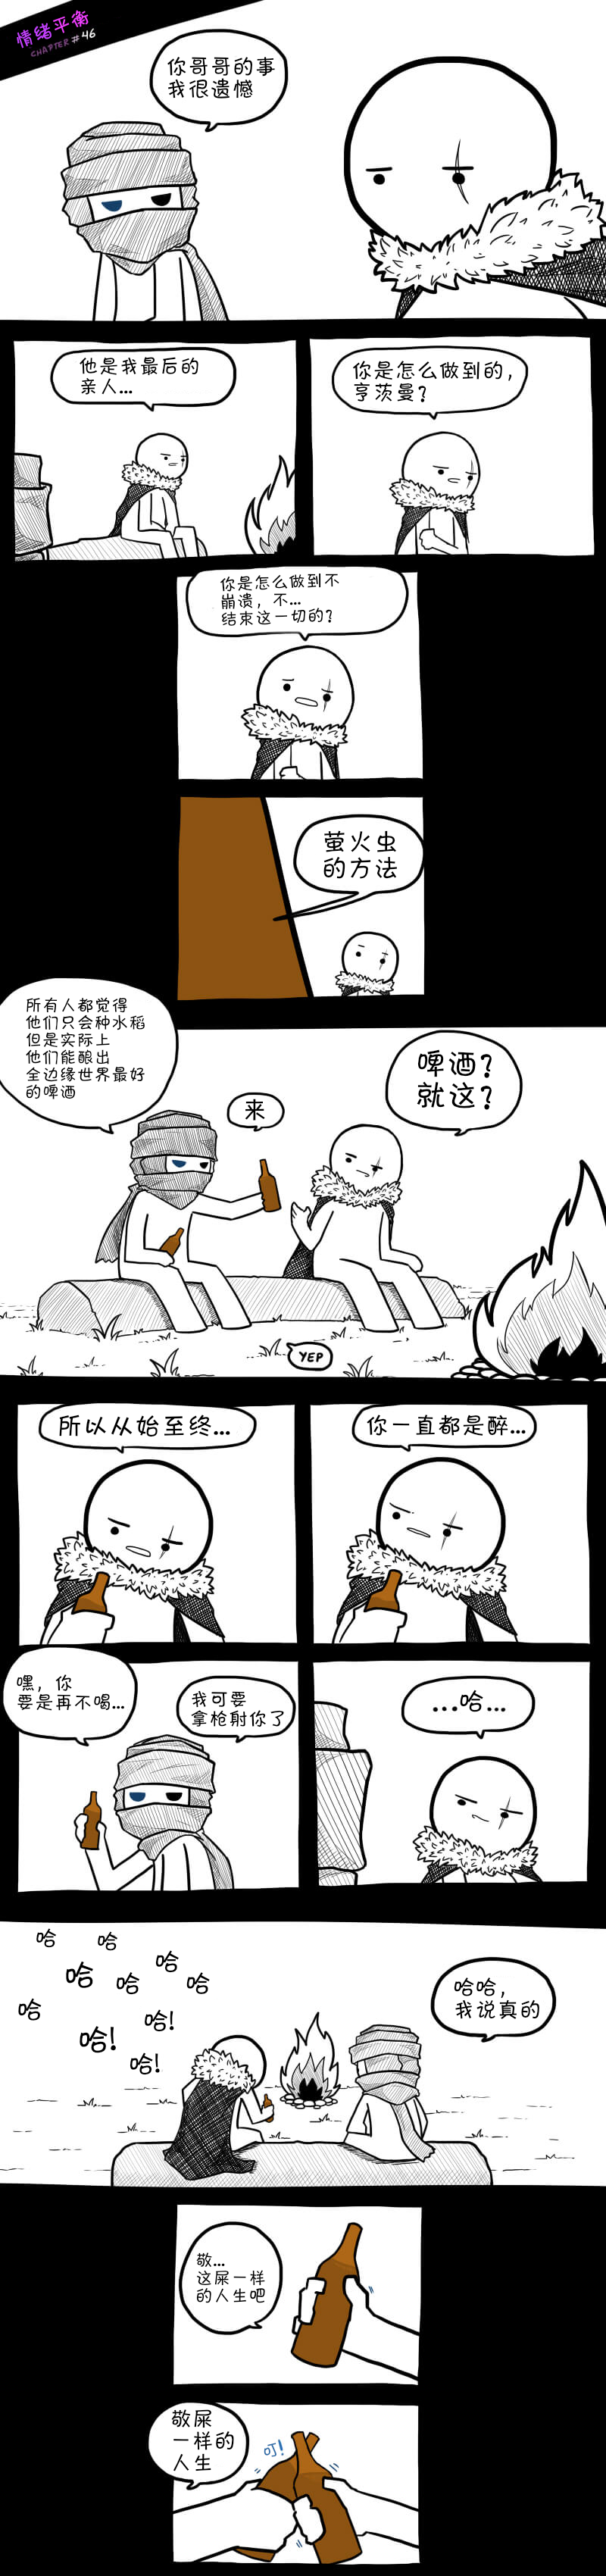 情绪平衡
CHAPTER #46
你哥哥的事
我很遗憾
他是我最后的
亲人...
你是怎么做到的，
亨茨曼？
你是怎么做到不
崩溃，不...
结束这一切的？
萤火虫
的方法
所有人都觉得
他们只会种水稻
但是实际上
他们能酿出
全边缘世界最好
的啤酒
来
啤酒？
就这？
YEP
所以从始至终...
你一直都是醉...
嘿，你
要是再不喝...
我可要
拿枪射你了
...哈...
哈
哈
哈
哈
哈
哈
哈
哈!
哈!
哈!
哈哈，
我说真的
敬...
这屎一样
的人生吧
敬屎
一样的
人生
叮!